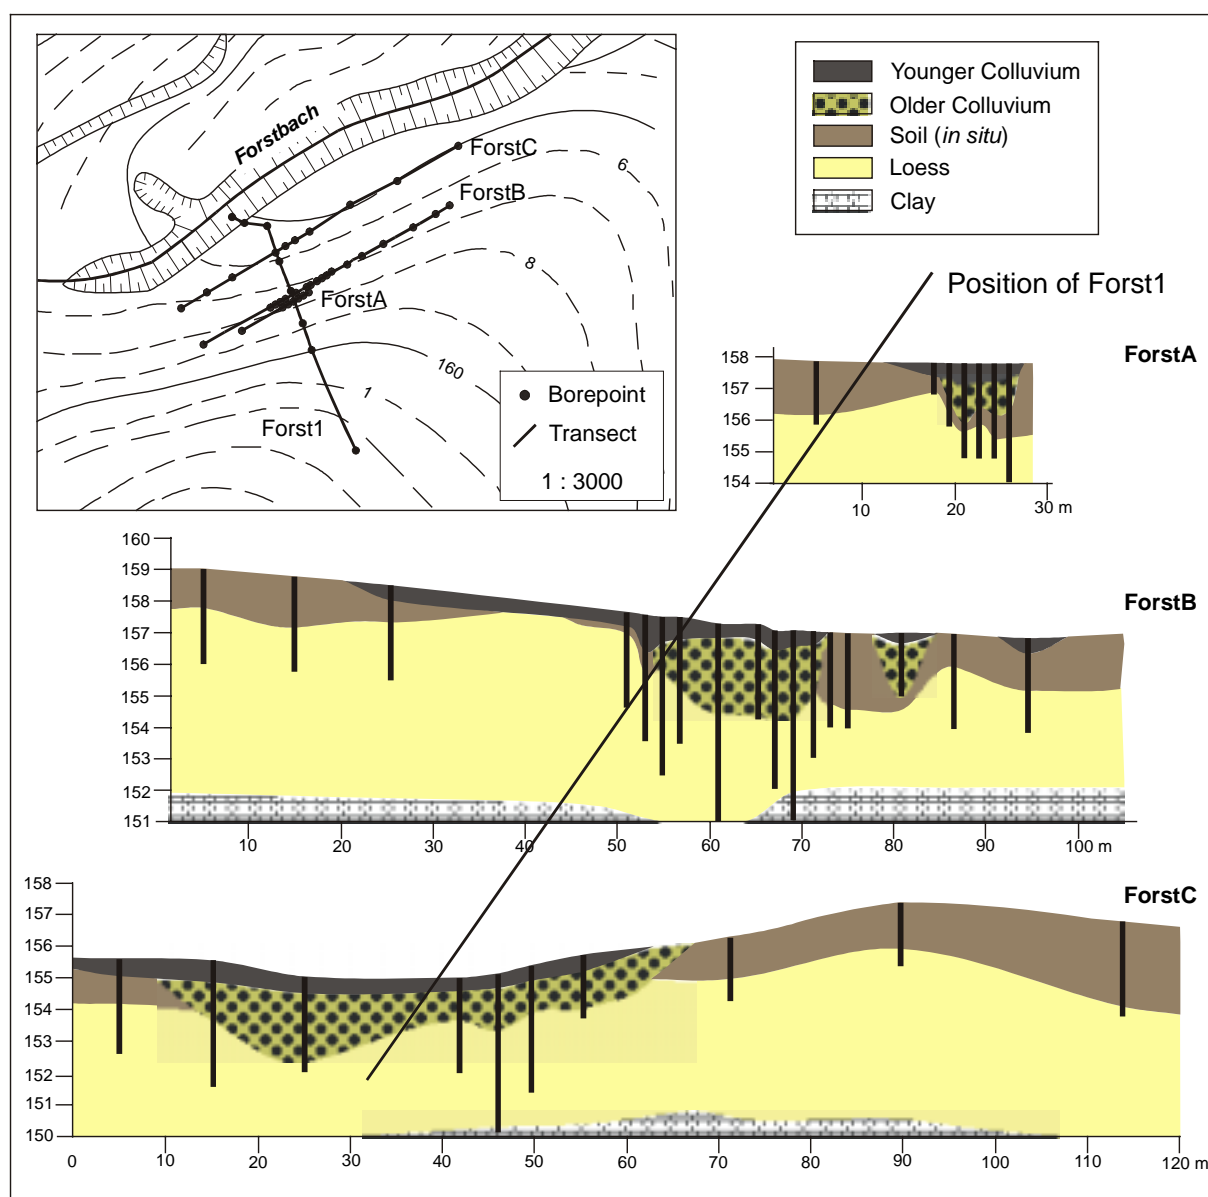 Forstbach
ForstC
ForstB
ForstA
Forst1
6
8
160
1
Borepoint
Transect
1 : 3000
Younger Colluvium
Older Colluvium
Soil (in situ)
Loess
Clay
Position of Forst1
ForstA
158
157
156
155
154
10 20 30 m
ForstB
160
159
158
157
156
155
154
153
152
151
10 20 30 40 50 60 70 80 90 100 m
ForstC
158
157
156
155
154
153
152
151
150
0 10 20 30 40 50 60 70 80 90 100 110 120 m